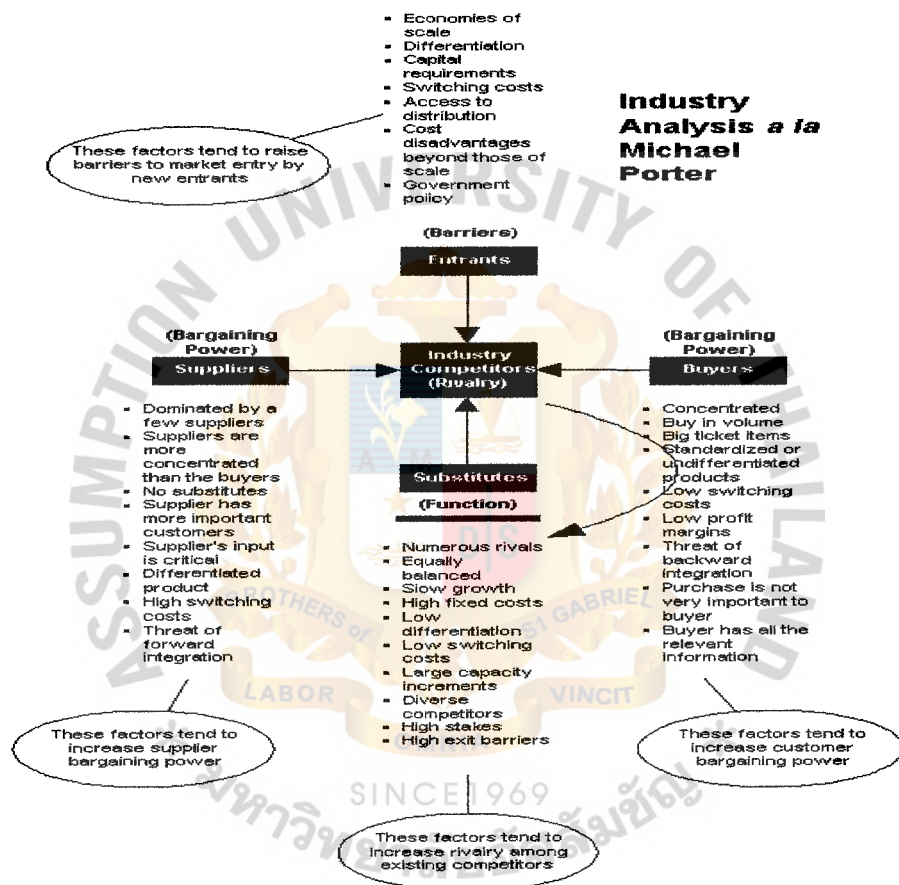 Economies of
scale
Differentiation
Capital
requirements
Switching costs
Access to
distribution
Cost
disadvantages
beyond those of
scale
Government
policy
Industry
Analysis a la
Michael
Porter
These factors tend to raise
barriers to market entry by
new entrants
(Barriers)
Entrants
(Bargaining
Power)
Suppliers
Industry
Competitors
(Rivalry)
(Bargaining
Power)
Buyers
Dominated by a
few suppliers
Suppliers are
more
concentrated
than the buyers
No substitutes
Supplier has
more important
customers
Supplier's input
is critical
Differentiated
product
High switching
costs
Threat of
forward
integration
Substitutes
(Function)
Numerous rivals
Equally
balanced
Slow growth
High fixed costs
Low
differentiation
Low switching
costs
Large capacity
increments
Diverse
competitors
High stakes
High exit barriers
Concentrated
Buy in volume
Big ticket items
Standardized or
undifferentiated
products
Low switching
costs
Low profit
margins
Threat of
backward
integration
Purchase is not
very important to
buyer
Buyer has all the
relevant
information
These factors tend to
increase supplier
bargaining power
These factors tend to
increase customer
bargaining power
These factors tend to
increase rivalry among
existing competitors
ASSUMPTION UNIVERSITY OF THAILAND
A M
D S
BROTHERS of ST GABRIEL
LABOR
VINCIT
SINCE 1969